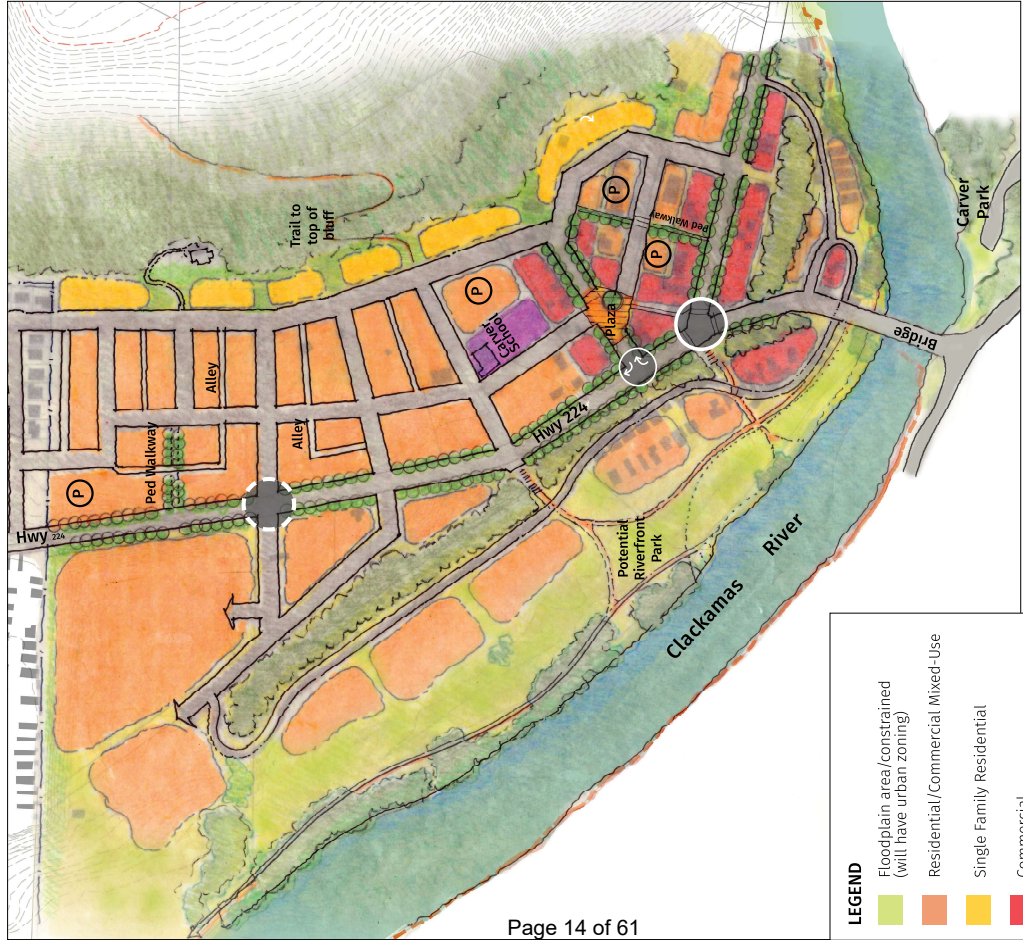 Trail to
top of
bluff
Carver
Park
P
Ped Walkway
P
P
Carver
School
Plaza
Bridge
Alley
Alley
Hwy 224
Ped Walkway
P
Hwy 224
Potential
Riverfront
Park
Clackamas River
LEGEND
Floodplain area/constrained
(will have urban zoning)
Residential/Commercial Mixed-Use
Single Family Residential
Commercial
Page 14 of 61